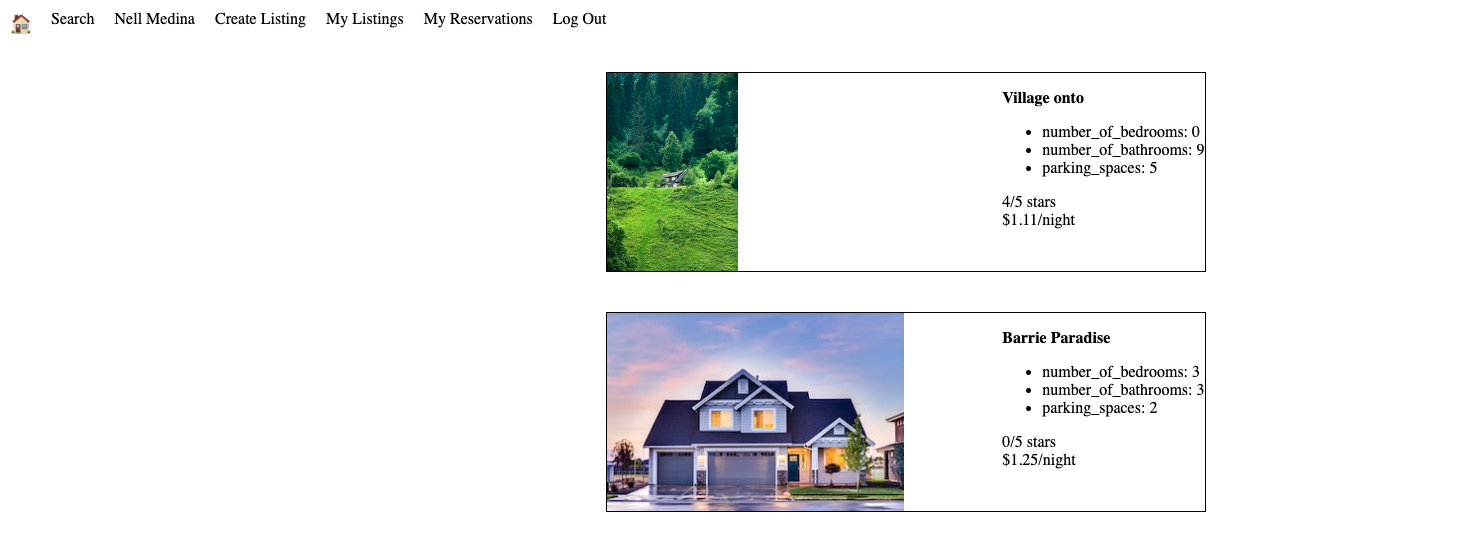 Search Nell Medina Create Listing My Listings My Reservations Log Out
Village onto
number_of_bedrooms: 0
number_of_bathrooms: 9
parking_spaces: 5
4/5 stars
$1.11/night
Barrie Paradise
number_of_bedrooms: 3
number_of_bathrooms: 3
parking_spaces: 2
0/5 stars
$1.25/night